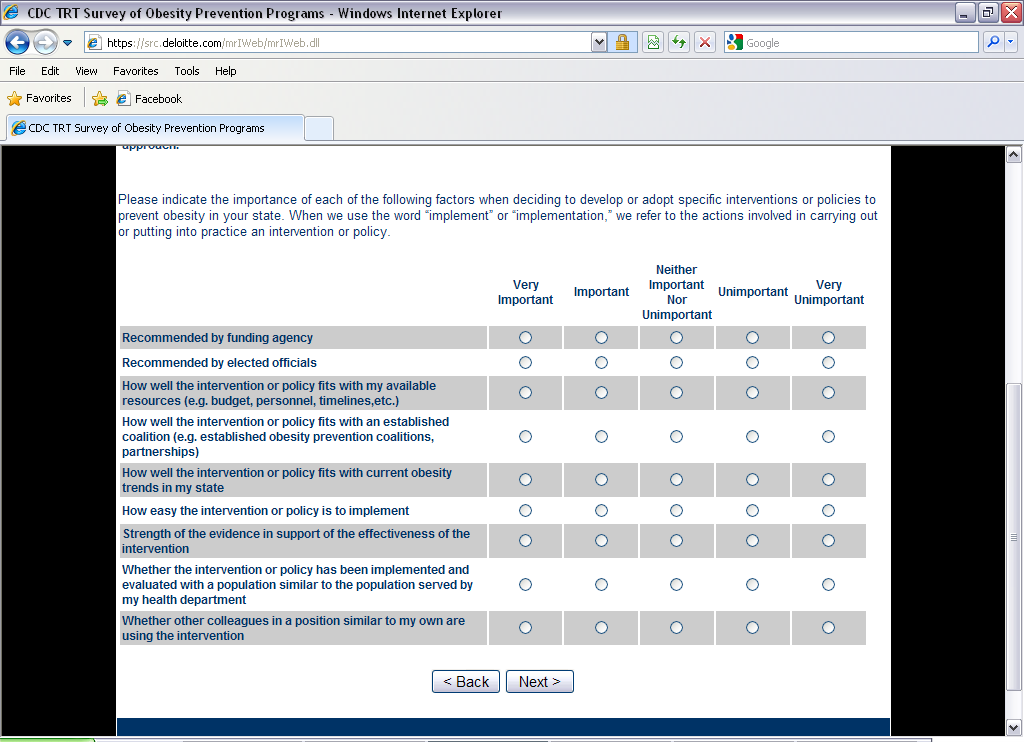 CDC TRT Survey of Obesity Prevention Programs - Windows Internet Explorer
https://src.deloitte.com/mrIWeb/mrIWeb.dll
Google
File Edit View Favorites Tools Help
Favorites Facebook
CDC TRT Survey of Obesity Prevention Programs
approach.
Please indicate the importance of each of the following factors when deciding to develop or adopt specific interventions or policies to
prevent obesity in your state. When we use the word “implement” or “implementation,” we refer to the actions involved in carrying out
or putting into practice an intervention or policy.
Very
Important
Important
Neither
Important
Nor
Unimportant
Unimportant
Very
Unimportant
Recommended by funding agency
Recommended by elected officials
How well the intervention or policy fits with my available
resources (e.g. budget, personnel, timelines,etc.)
How well the intervention or policy fits with an established
coalition (e.g. established obesity prevention coalitions,
partnerships)
How well the intervention or policy fits with current obesity
trends in my state
How easy the intervention or policy is to implement
Strength of the evidence in support of the effectiveness of the
intervention
Whether the intervention or policy has been implemented and
evaluated with a population similar to the population served by
my health department
Whether other colleagues in a position similar to my own are
using the intervention
< Back Next >